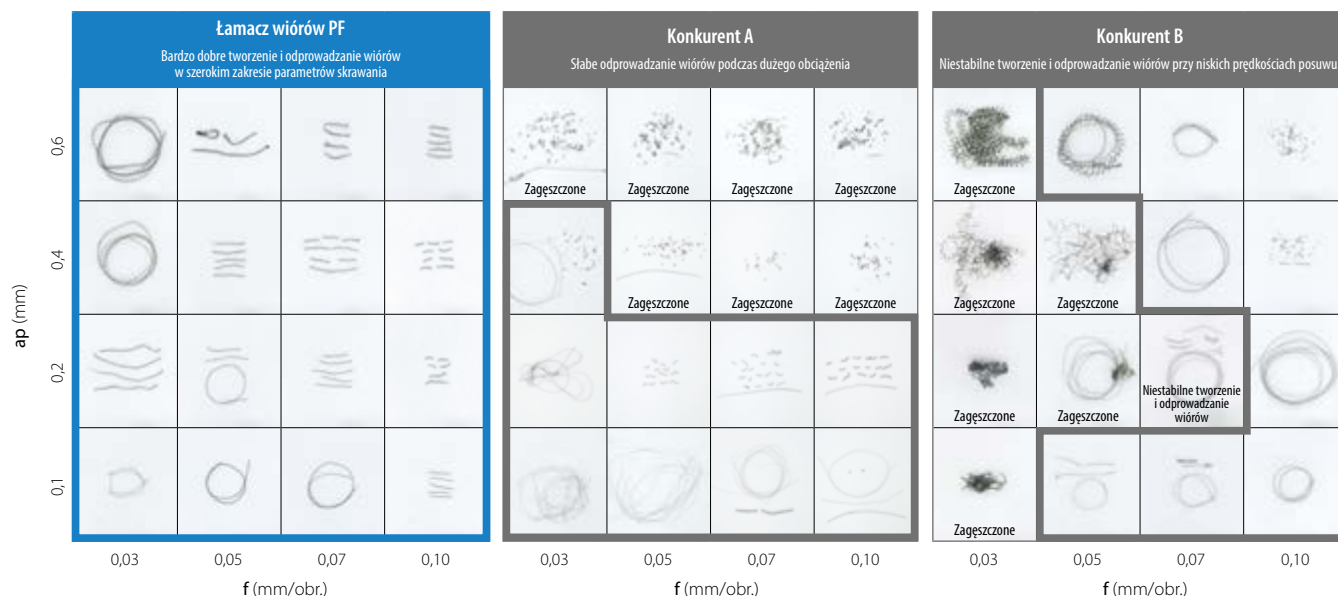 Łamacz wiórów PF
Bardzo dobre tworzenie i odprowadzanie wiórów
w szerokim zakresie parametrów skrawania
Konkurent A
Słabe odprowadzanie wiórów podczas dużego obciążenia
Konkurent B
Niestabilne tworzenie i odprowadzanie wiórów przy niskich prędkościach posuwu
ap (mm)
0,6
Zagęszczone Zagęszczone Zagęszczone Zagęszczone Zagęszczone
0,4
Zagęszczone Zagęszczone Zagęszczone Zagęszczone Zagęszczone
0,2
Zagęszczone Zagęszczone
Niestabilne tworzenie
i odprowadzanie
wiórów
0,1
Zagęszczone
0,03 0,05 0,07 0,10 0,03 0,05 0,07 0,10 0,03 0,05 0,07 0,10
f (mm/obr.) f (mm/obr.) f (mm/obr.)